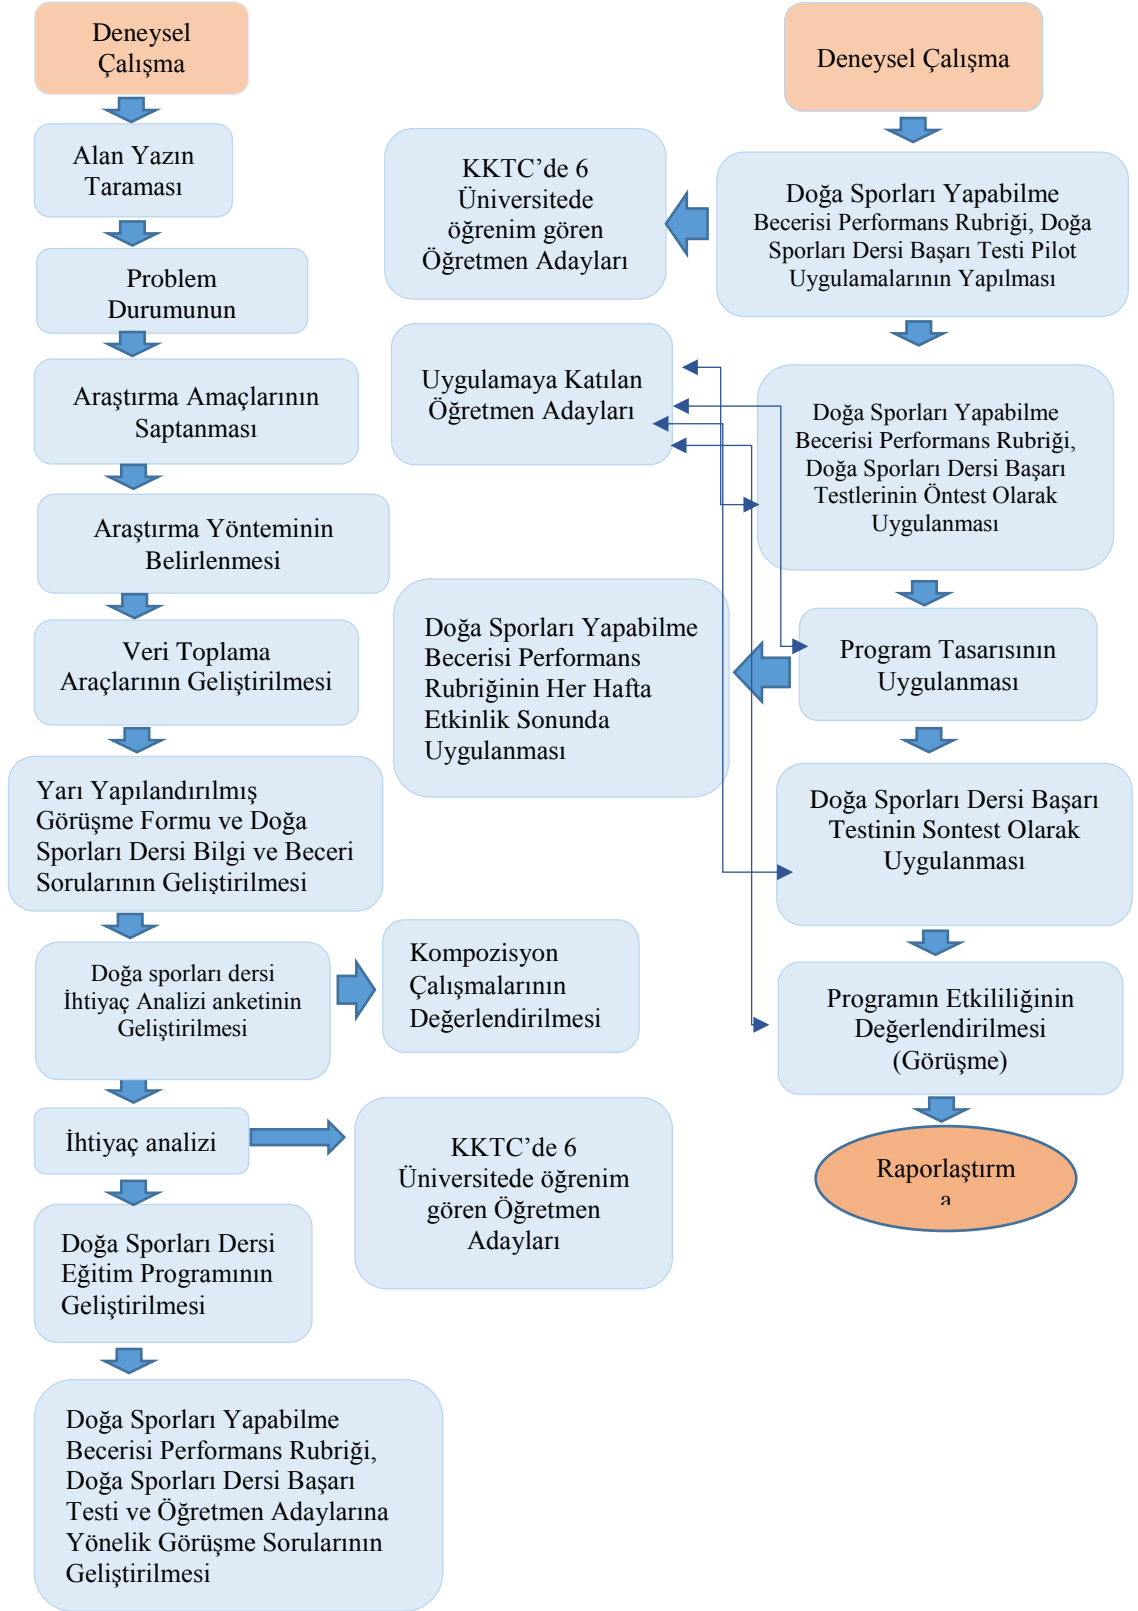 Deneysel
Çalışma
Alan Yazın
Taraması
Problem
Durumunun
Araştırma Amaçlarının
Saptanması
Araştırma Yönteminin
Belirlenmesi
Veri Toplama
Araçlarının Geliştirilmesi
Yarı Yapılandırılmış
Görüşme Formu ve Doğa
Sporları Dersi Bilgi ve Beceri
Sorularının Geliştirilmesi
Doğa sporları dersi
İhtiyaç Analizi anketinin
Geliştirilmesi
Kompozisyon
Çalışmalarının
Değerlendirilmesi
İhtiyaç analizi
KKTC’de 6
Üniversitede öğrenim
gören Öğretmen
Adayları
Doğa Sporları Dersi
Eğitim Programının
Geliştirilmesi
Doğa Sporları Yapabilme
Becerisi Performans Rubriği,
Doğa Sporları Dersi Başarı
Testi ve Öğretmen Adaylarına
Yönelik Görüşme Sorularının
Geliştirilmesi
Deneysel Çalışma
Doğa Sporları Yapabilme
Becerisi Performans Rubriği, Doğa
Sporları Dersi Başarı Testi Pilot
Uygulamalarının Yapılması
KKTC’de 6
Üniversitede
öğrenim gören
Öğretmen Adayları
Uygulamaya Katılan
Öğretmen Adayları
Doğa Sporları Yapabilme
Becerisi Performans Rubriği,
Doğa Sporları Dersi Başarı
Testlerinin Öntest Olarak
Uygulanması
Program Tasarısının
Uygulanması
Doğa Sporları Yapabilme
Becerisi Performans
Rubriğinin Her Hafta
Etkinlik Sonunda
Uygulanması
Doğa Sporları Dersi Başarı
Testinin Sontest Olarak
Uygulanması
Programın Etkililiğinin
Değerlendirilmesi
(Görüşme)
Raporlaştırm
a